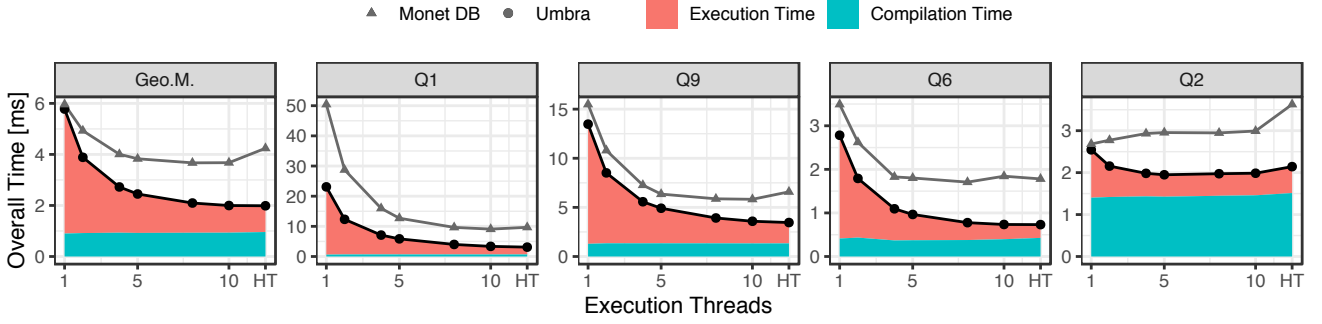 Monet DB Umbra Execution Time Compilation Time
Geo.M. Q1 Q9 Q6 Q2
Overall Time [ms]
6
4
2
0
1 5 10 HT
50
40
30
20
10
0
1 5 10 HT
15
10
5
0
1 5 10 HT
3
2
1
0
1 5 10 HT
3
2
1
0
1 5 10 HT
Execution Threads